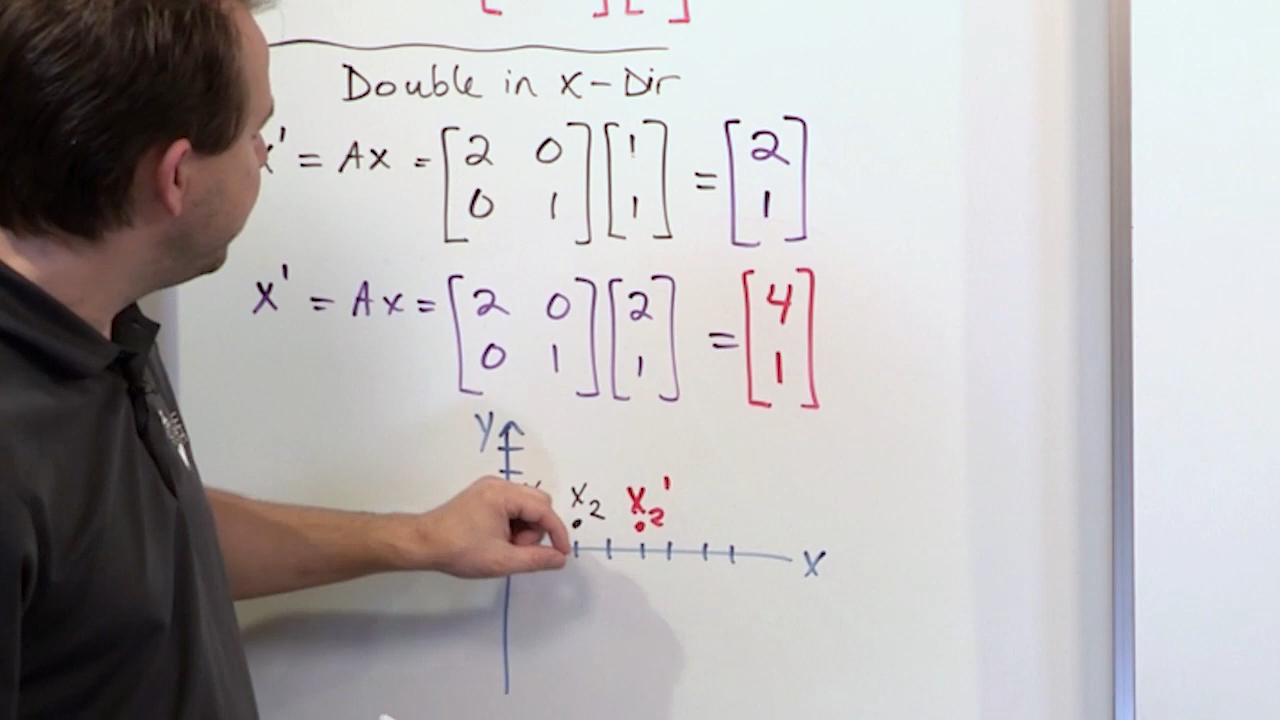 Double in X-Dir
x' = Ax = [2 0 0 1] [1 1] = [2 1]
X' = Ax = [2 0 0 1] [2 1] = [4 1]
y
X2 X2'
X